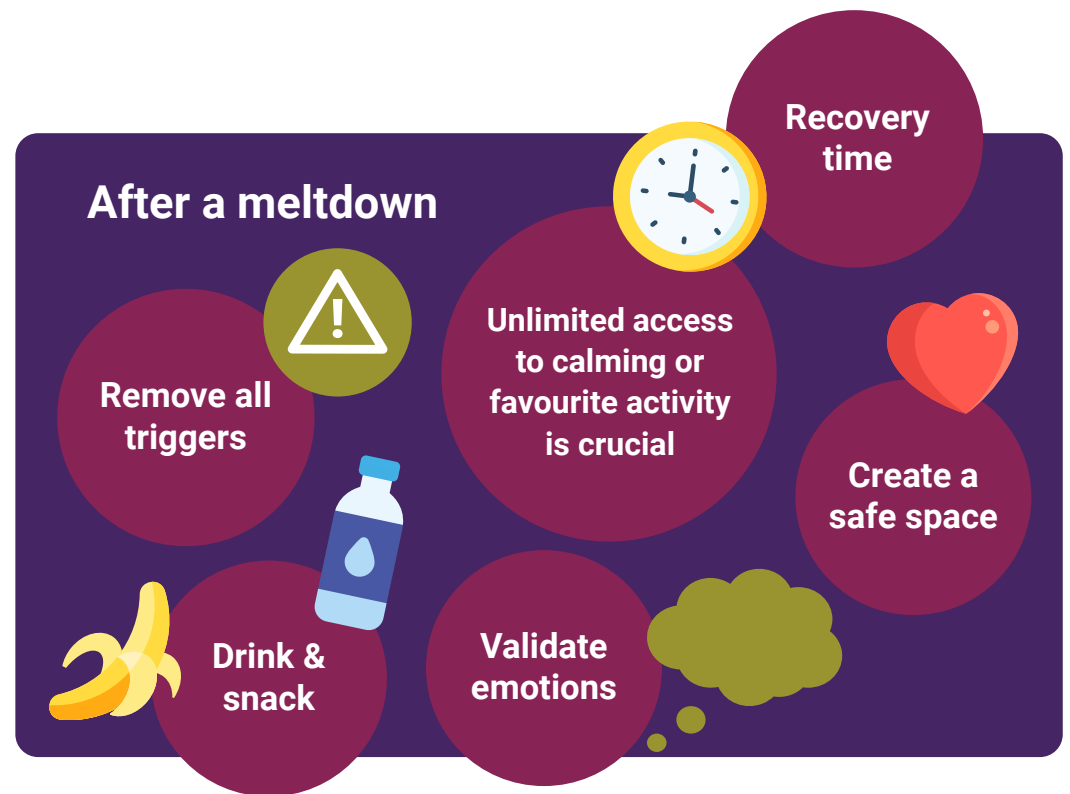 After a meltdown
Recovery
time
Remove all
triggers
!
Unlimited access
to calming or
favourite activity
is crucial
Create a
safe space
Drink &
snack
Validate
emotions